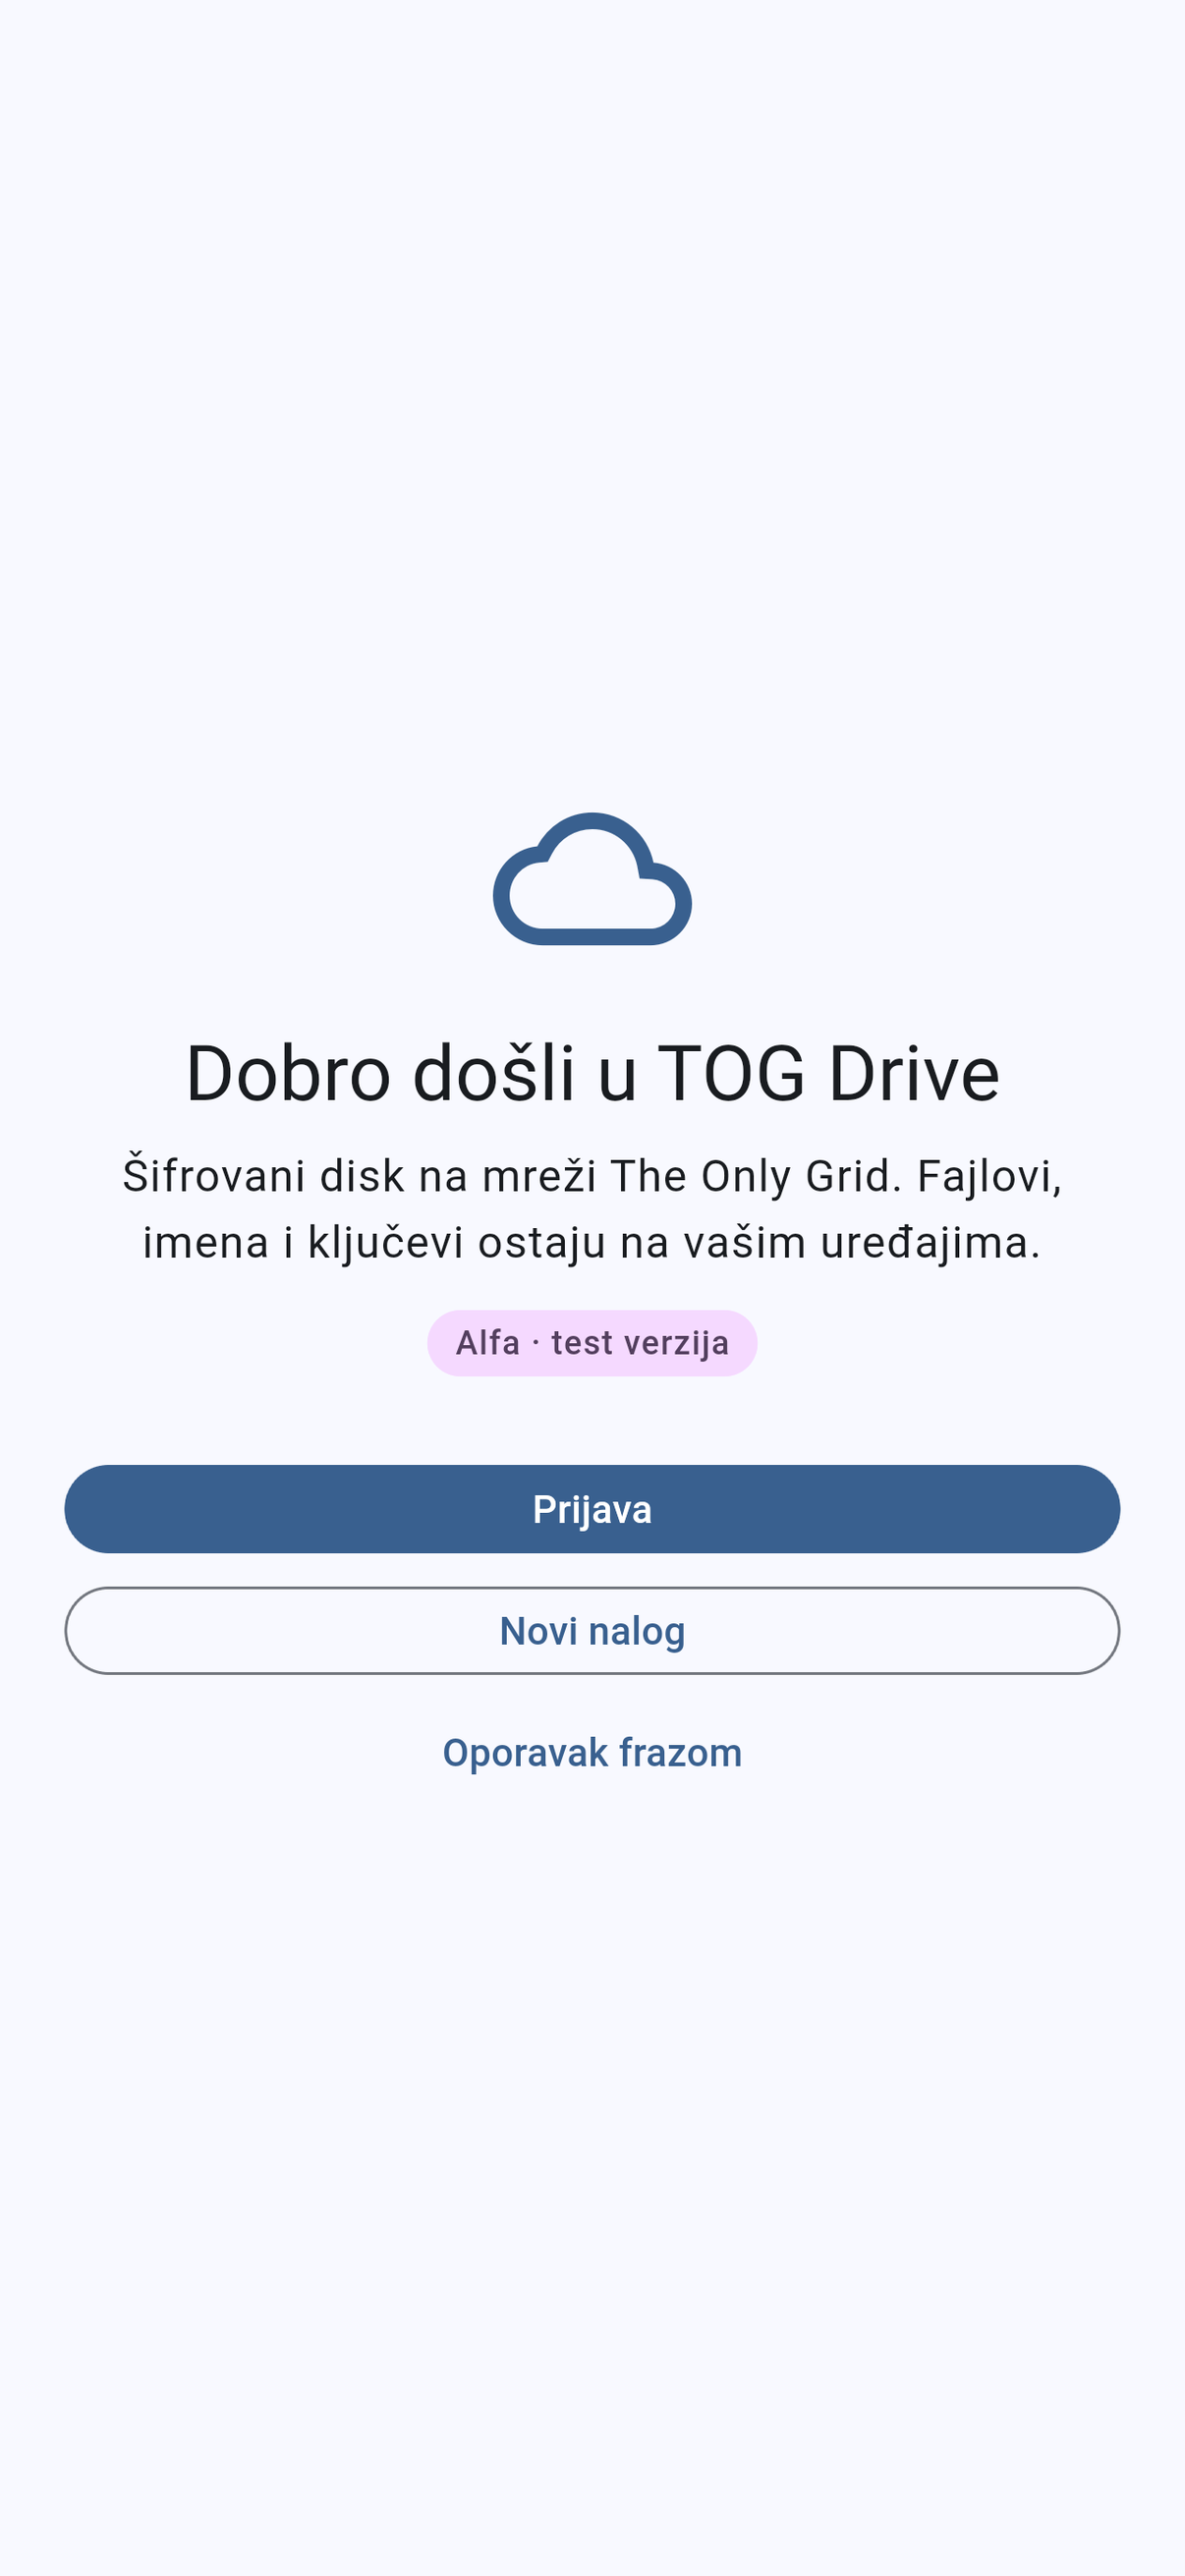 Dobro došli u TOG Drive
Šifrovani disk na mreži The Only Grid. Fajlovi,
imena i ključevi ostaju na vašim uređajima.
Alfa · test verzija
Prijava
Novi nalog
Oporavak frazom